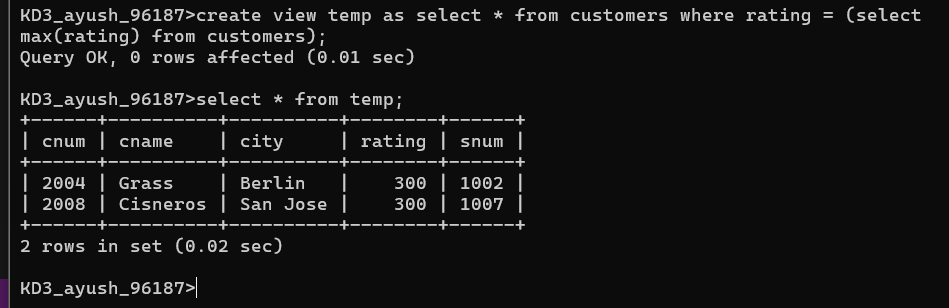 KD3_ayush_96187>create view temp as select * from customers where rating = (select
max(rating) from customers);
Query OK, 0 rows affected (0.01 sec)
KD3_ayush_96187>select * from temp;
+------+----------+----------+--------+------+
| cnum | cname    | city     | rating | snum |
+------+----------+----------+--------+------+
| 2004 | Grass    | Berlin   |    300 | 1002 |
| 2008 | Cisneros | San Jose |    300 | 1007 |
+------+----------+----------+--------+------+
2 rows in set (0.02 sec)
KD3_ayush_96187>